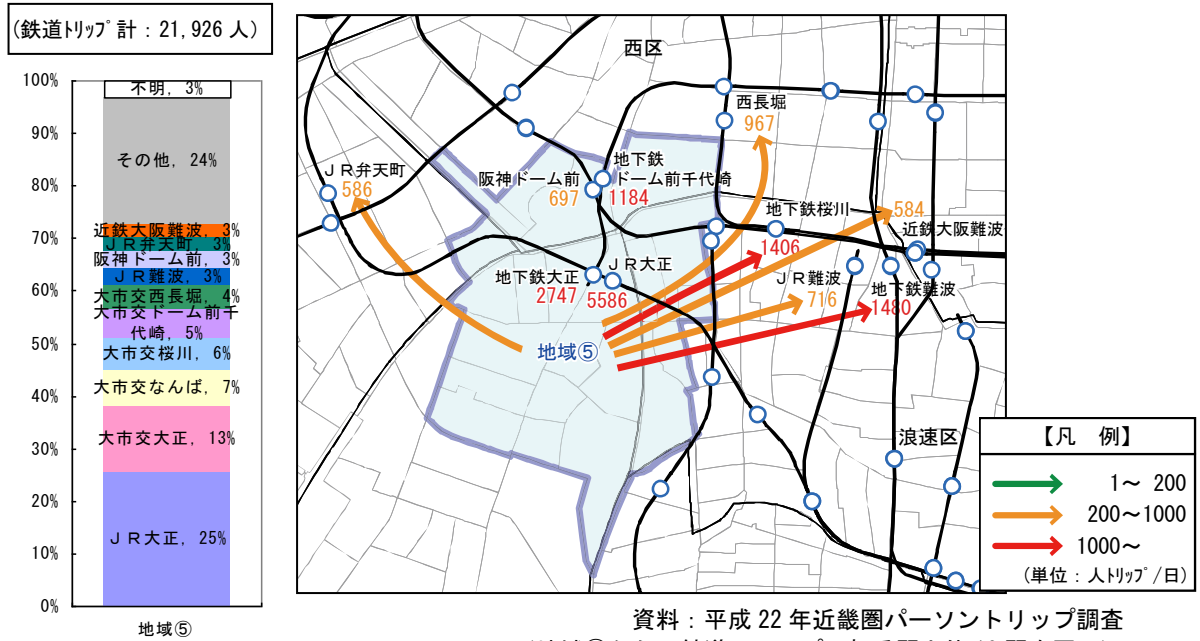 (鉄道ﾄﾘｯﾌﾟ計：21,926 人)
100%
90%
80%
70%
60%
50%
40%
30%
20%
10%
0%
不明, 3%
その他, 24%
近鉄大阪難波, 3%
ＪＲ弁天町, 3%
阪神ドーム前, 3%
ＪＲ難波, 3%
大市交西長堀, 4%
大市交ドーム前千
代崎, 5%
大市交桜川, 6%
大市交なんば, 7%
大市交大正, 13%
ＪＲ大正, 25%
地域⑤
西区
西長堀
967
ＪＲ弁天町
586
阪神ドーム前
697
地下鉄
ドーム前千代崎
1184
地下鉄桜川
1406
584
近鉄大阪難波
地下鉄大正
2747
ＪＲ大正
5586
ＪＲ難波
716
地下鉄難波
1480
地域⑤
浪速区
【凡　例】
1～ 200
200～1000
1000～
(単位：人ﾄﾘｯﾌﾟ/日)
資料：平成 22 年近畿圏パーソントリップ調査